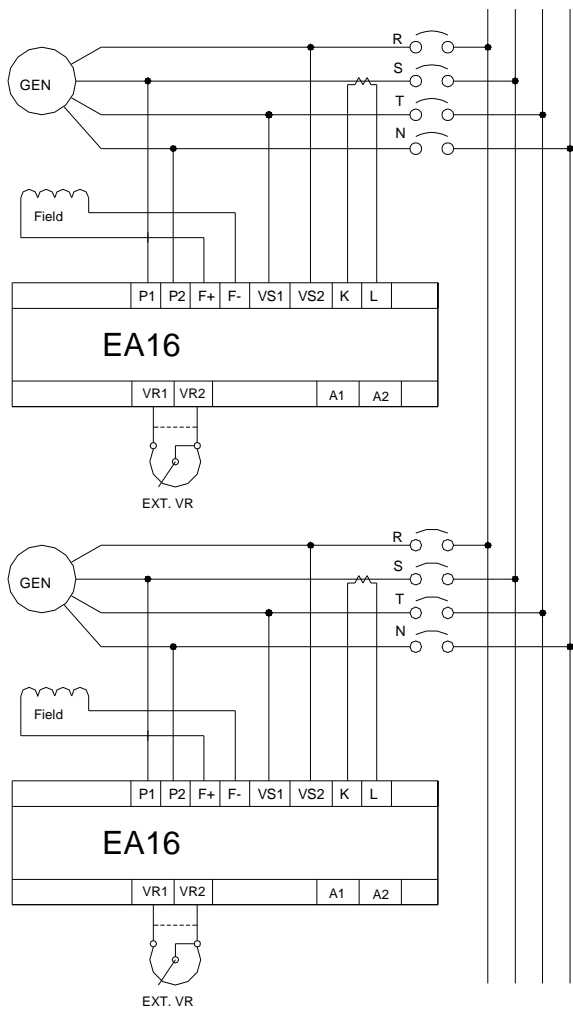 R
S
GEN
T
N
Field
P1 P2 F+ F- VS1 VS2 K L
EA16
VR1 VR2 A1 A2
EXT. VR
R
S
GEN
T
N
Field
P1 P2 F+ F- VS1 VS2 K L
EA16
VR1 VR2 A1 A2
EXT. VR